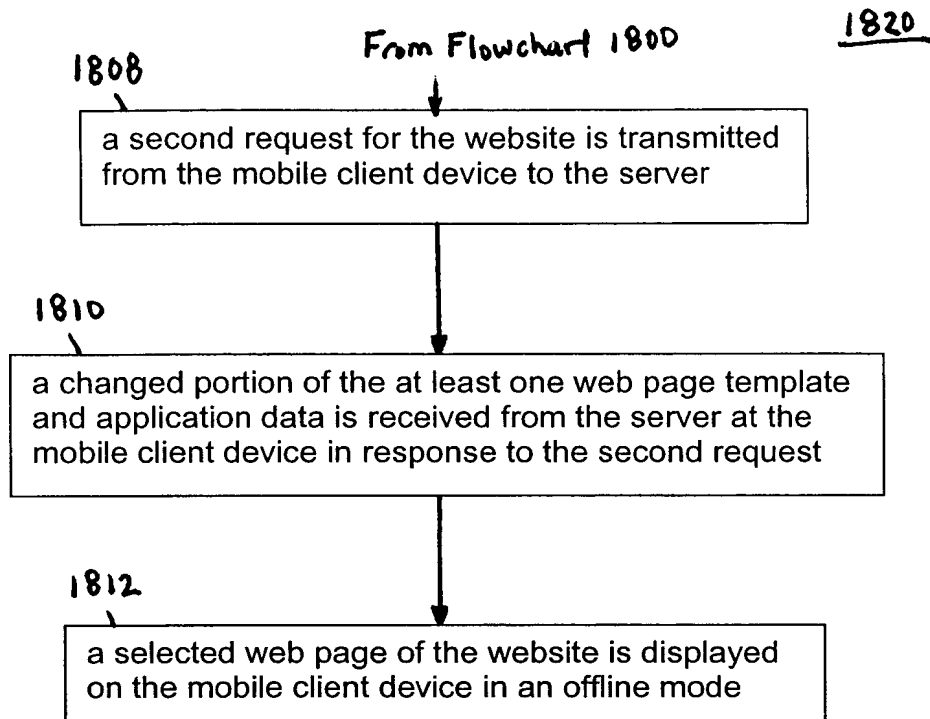 1820
From Flowchart 1800
1808
a second request for the website is transmitted
from the mobile client device to the server
1810
a changed portion of the at least one web page template
and application data is received from the server at the
mobile client device in response to the second request
1812
a selected web page of the website is displayed
on the mobile client device in an offline mode